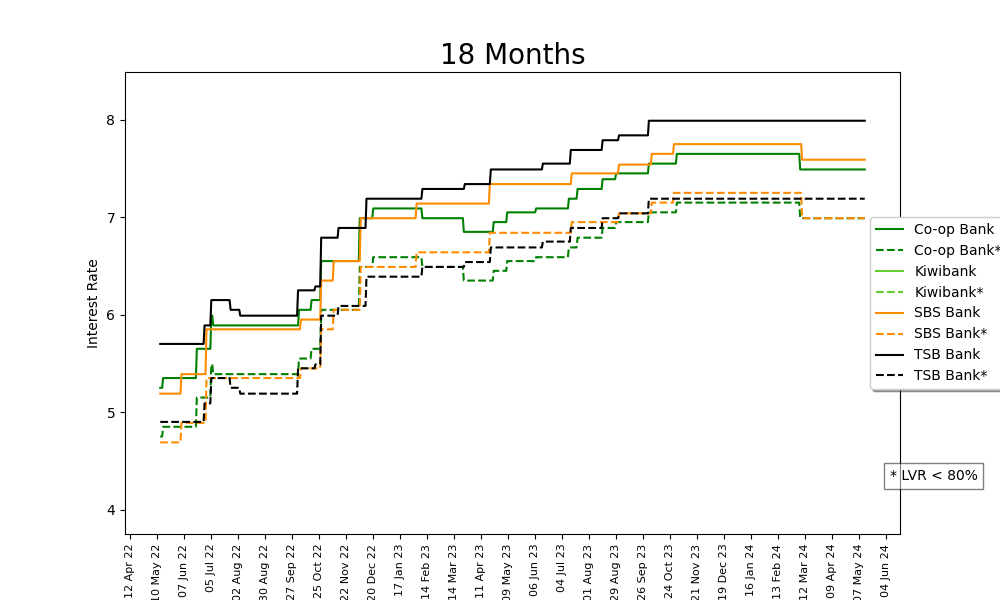 18 Months
Interest Rate
8
7
6
5
4
12 Apr 22
10 May 22
07 Jun 22
05 Jul 22
02 Aug 22
30 Aug 22
27 Sep 22
25 Oct 22
22 Nov 22
20 Dec 22
17 Jan 23
14 Feb 23
14 Mar 23
11 Apr 23
09 May 23
06 Jun 23
04 Jul 23
01 Aug 23
29 Aug 23
26 Sep 23
24 Oct 23
21 Nov 23
19 Dec 23
16 Jan 24
13 Feb 24
12 Mar 24
09 Apr 24
07 May 24
04 Jun 24
Co-op Bank
Co-op Bank*
Kiwibank
Kiwibank*
SBS Bank
SBS Bank*
TSB Bank
TSB Bank*
* LVR < 80%